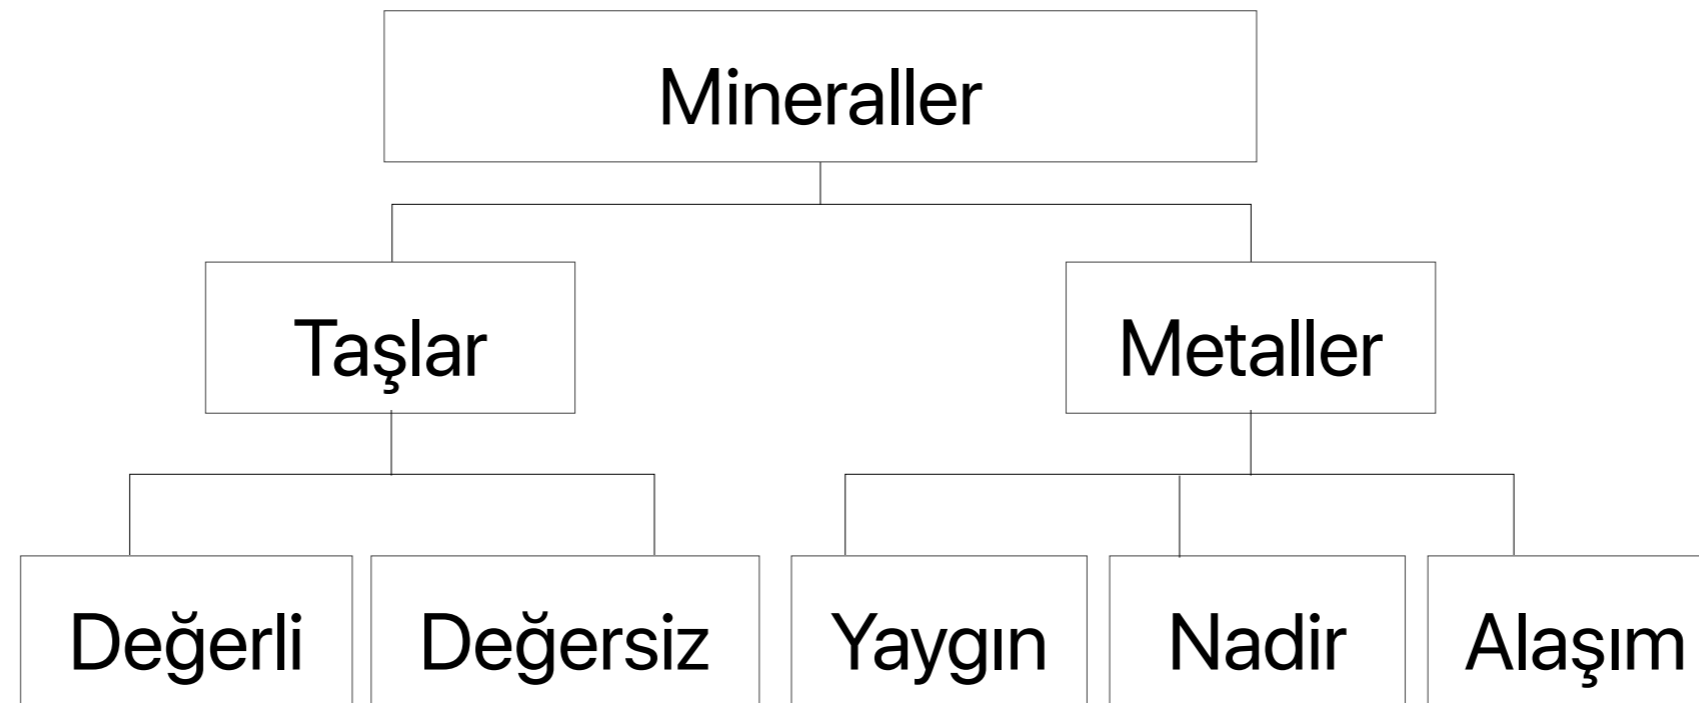 Mineraller
Taşlar
Metaller
Değerli
Değersiz
Yaygın
Nadir
Alaşım